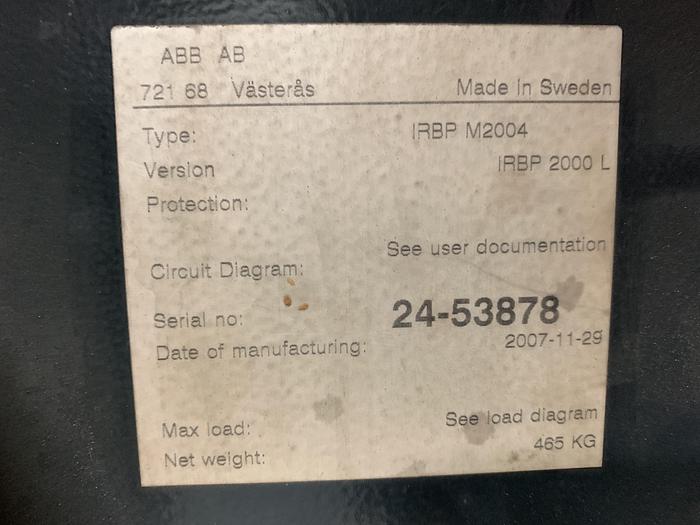 ABB AB
721 68 Västerås Made in Sweden
Type: IRBP M2004
Version IRBP 2000 L
Protection:
Circuit Diagram: See user documentation
Serial no: 24-53878
Date of manufacturing: 2007-11-29
Max load: See load diagram
Net weight: 465 KG